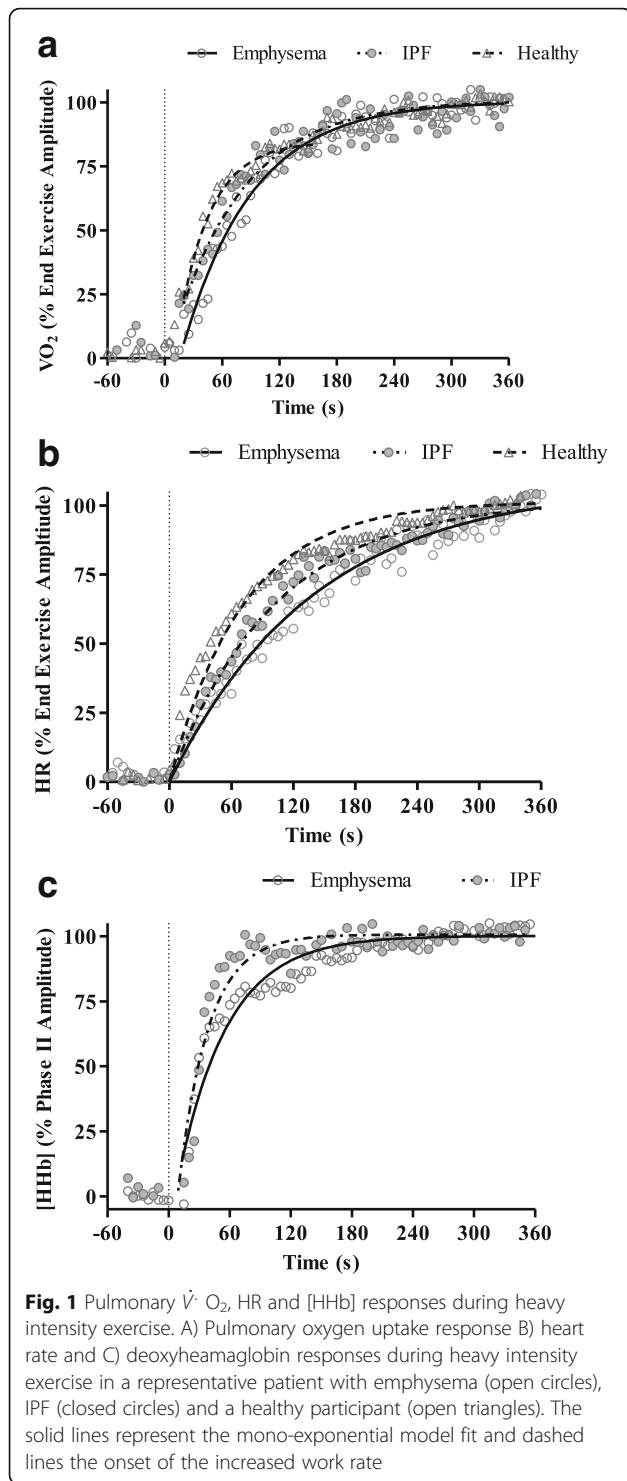 a
Emphysema IPF Healthy
VO2 (% End Exercise Amplitude)
100
75
50
25
0
-60 0 60 120 180 240 300 360
Time (s)
b
Emphysema IPF Healthy
HR (% End Exercise Ampltiude)
100
75
50
25
0
-60 0 60 120 180 240 300 360
Time (s)
c
Emphysema IPF
[HHb] (% Phase II Amplitude)
100
75
50
25
0
-60 0 60 120 180 240 300 360
Time (s)
Fig. 1 Pulmonary V̇· O2, HR and [HHb] responses during heavy
intensity exercise. A) Pulmonary oxygen uptake response B) heart
rate and C) deoxyheamaglobin responses during heavy intensity
exercise in a representative patient with emphysema (open circles),
IPF (closed circles) and a healthy participant (open triangles). The
solid lines represent the mono-exponential model fit and dashed
lines the onset of the increased work rate